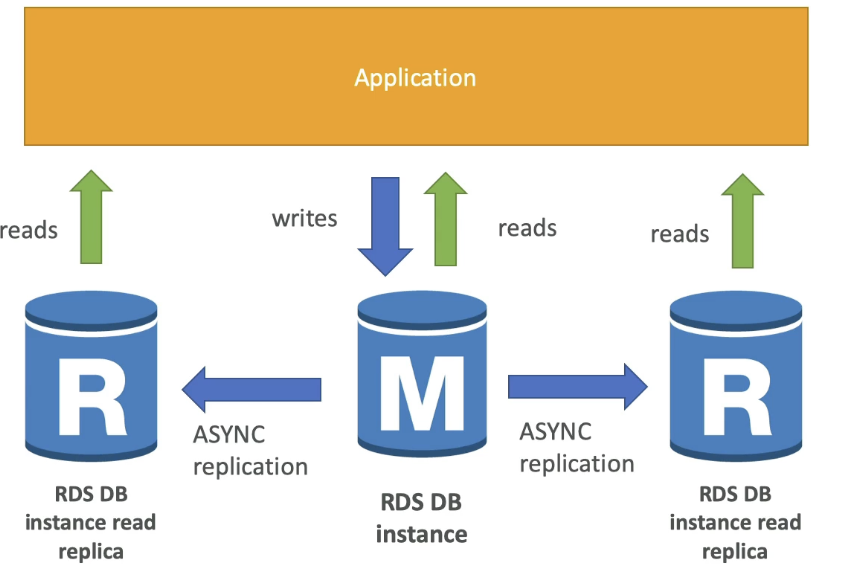 Application
reads
writes
reads
reads
R
M
R
ASYNC
replication
ASYNC
replication
RDS DB
instance read
replica
RDS DB
instance
RDS DB
instance read
replica